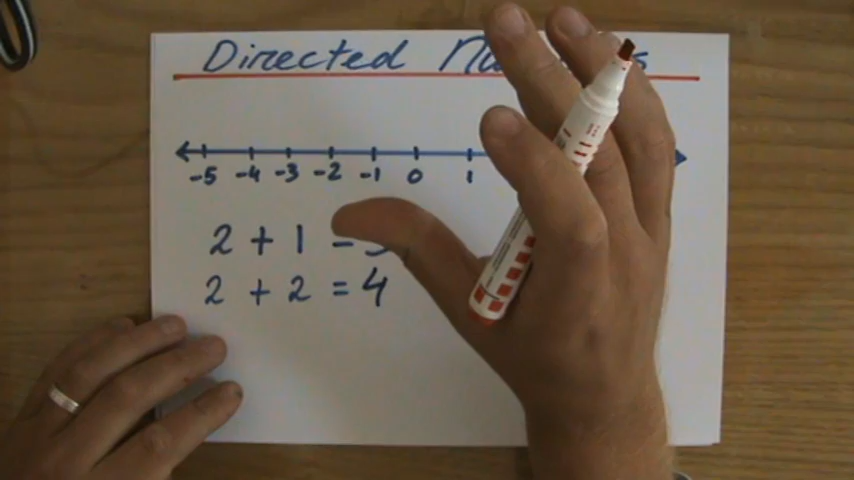 Directed
-5 -4 -3 -2 -1 0 1
2 + 1 =
2 + 2 = 4